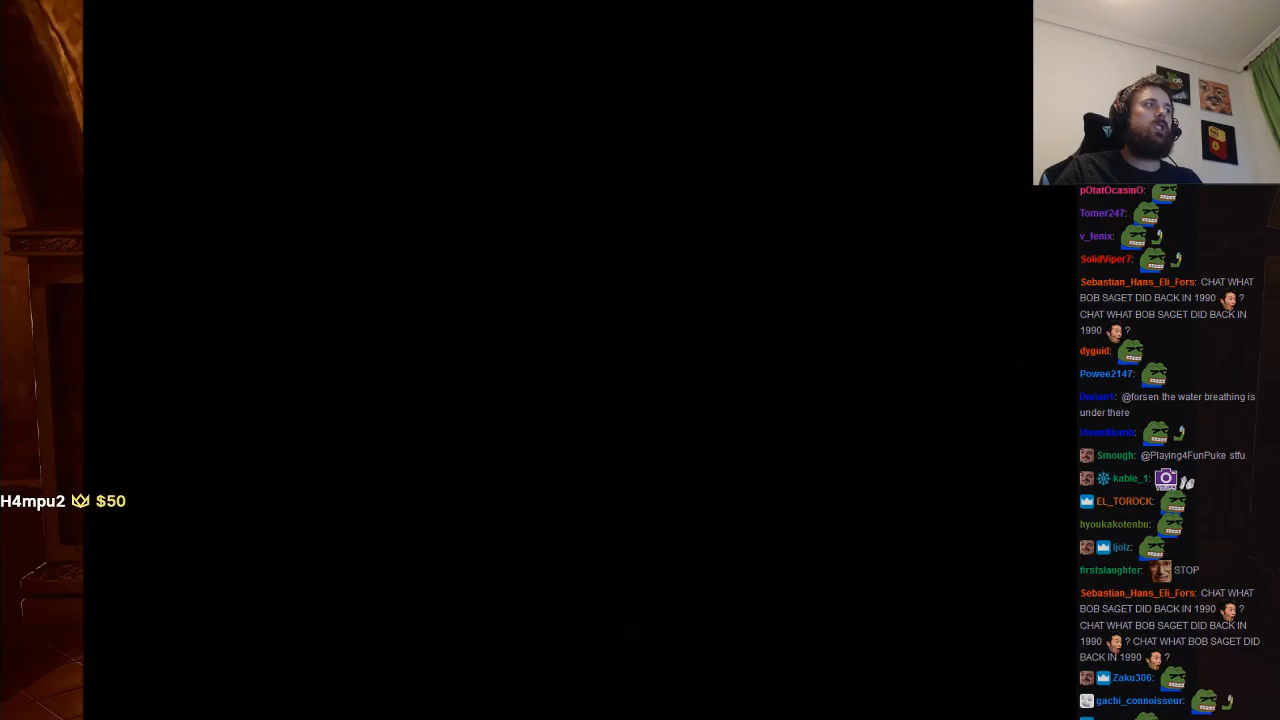 pOtatOcasinO:
Tomer247:
v_fenix:
SolidViper7:
Sebastian_Hans_Eli_Fors: CHAT WHAT
BOB SAGET DID BACK IN 1990 ?
CHAT WHAT BOB SAGET DID BACK IN
1990 ?
dyguid:
Powee2147:
@forsen the water breathing is
under there
Smough: @Playing4FunPuke stfu
kable_1:
H4mpu2 $50
EL_TOROCK:
hyoukakotenbu:
ljolz:
firstslaughter: STOP
Sebastian_Hans_Eli_Fors: CHAT WHAT
BOB SAGET DID BACK IN 1990 ?
CHAT WHAT BOB SAGET DID BACK IN
1990 ? CHAT WHAT BOB SAGET DID
BACK IN 1990 ?
Zaku306:
gachi_connoisseur: